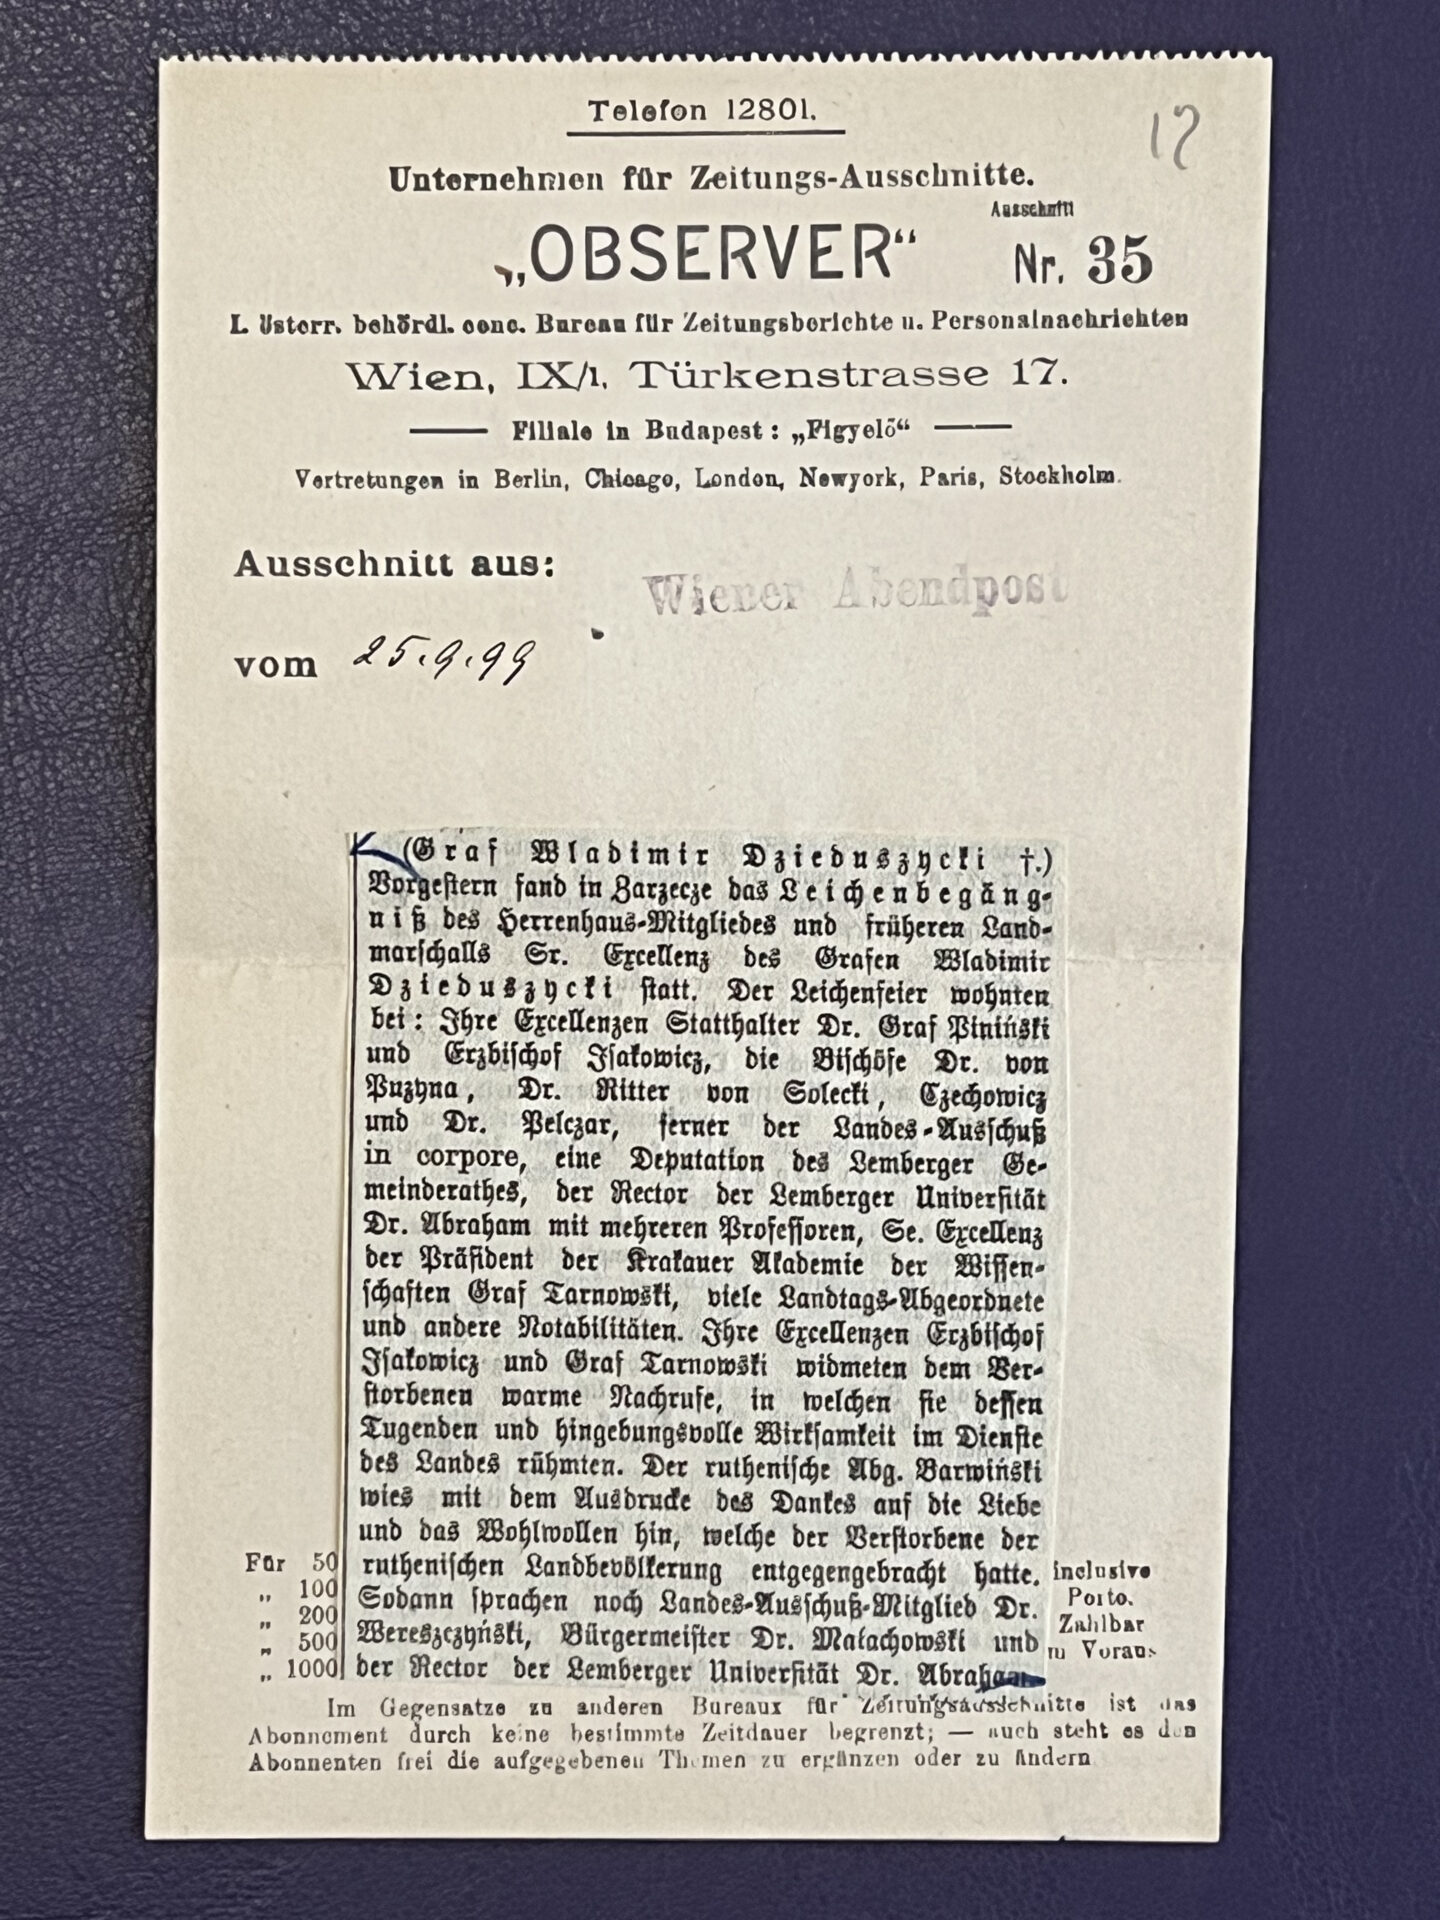 Telefon 12801.
12
Unternehmen für Zeitungs-Ausschnitte.
Ausschnitt
„OBSERVER“ Nr. 35
I. österr. behördl. conc. Bureau für Zeitungsberichte u. Personalnachrichten
Wien, IX/1, Türkenstrasse 17.
Filiale in Budapest: „Figyelő“
Vertretungen in Berlin, Chicago, London, Newyork, Paris, Stockholm.
Ausschnitt aus:
Wiener Abendpost
vom 25.9.99
(Graf Wladimir Dzieduszycki †.)
Vorgestern fand in Zarzecze das Leichenbegäng-
niß des Herrenhaus-Mitgliedes und früheren Land-
marschalls Sr. Excellenz des Grafen Wladimir
Dzieduszycki statt. Der Leichenfeier wohnten
bei: Ihre Excellenzen Statthalter Dr. Graf Piniński
und Erzbischof Isakowicz, die Bischöfe Dr. von
Puzyna, Dr. Ritter von Solecki, Czechowicz
und Dr. Pelczar, ferner der Landes-Ausschuß
in corpore, eine Deputation des Lemberger Ge-
meinderathes, der Rector der Lemberger Universität
Dr. Abraham mit mehreren Professoren, Se. Excellenz
der Präsident der Krakauer Akademie der Wissen-
schaften Graf Tarnowski, viele Landtags-Abgeordnete
und andere Notabilitäten. Ihre Excellenzen Erzbischof
Isakowicz und Graf Tarnowski widmeten dem Ver-
storbenen warme Nachrufe, in welchen sie dessen
Tugenden und hingebungsvolle Wirksamkeit im Dienste
des Landes rühmten. Der ruthenische Abg. Barwiński
wies mit dem Ausdrucke des Dankes auf die Liebe
und das Wohlwollen hin, welche der Verstorbene der
ruthenischen Landbevölkerung entgegengebracht hatte.
Sodann sprachen noch Landes-Ausschuß-Mitglied Dr.
Wereszczyński, Bürgermeister Dr. Malachowski und
der Rector der Lemberger Universität Dr. Abraham
Für 50
„ 100
„ 200
„ 500
„ 1000
inclusive
Porto.
Zahlbar
Voraus
Im Gegensatze zu anderen Bureaux für Zeitungsausschnitte ist das
Abonnement durch keine bestimmte Zeitdauer begrenzt; — auch steht es den
Abonnenten frei die aufgegebenen Themen zu ergänzen oder zu ändern